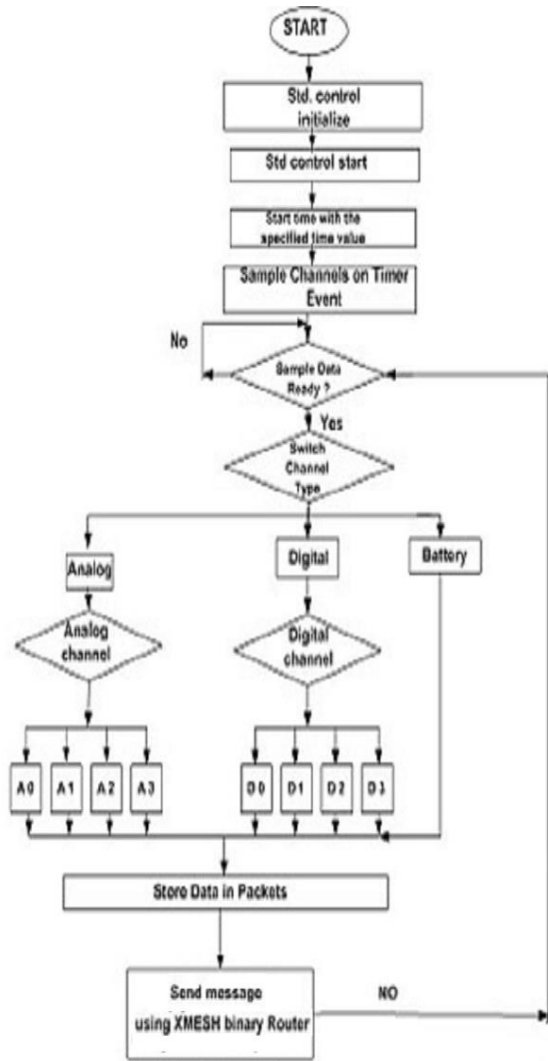 START
Std. control
initialize
Std control start
Start time with the
specified time value
Sample Channels on Timer
Event
No
Sample Data
Ready ?
Yes
Switch
Channel
Type
Analog
Digital
Battery
Analog
channel
Digital
channel
A 0
A 1
A 2
A 3
D 0
D 1
D 2
D 3
Store Data in Packets
Send message
using XMESH binary Router
NO